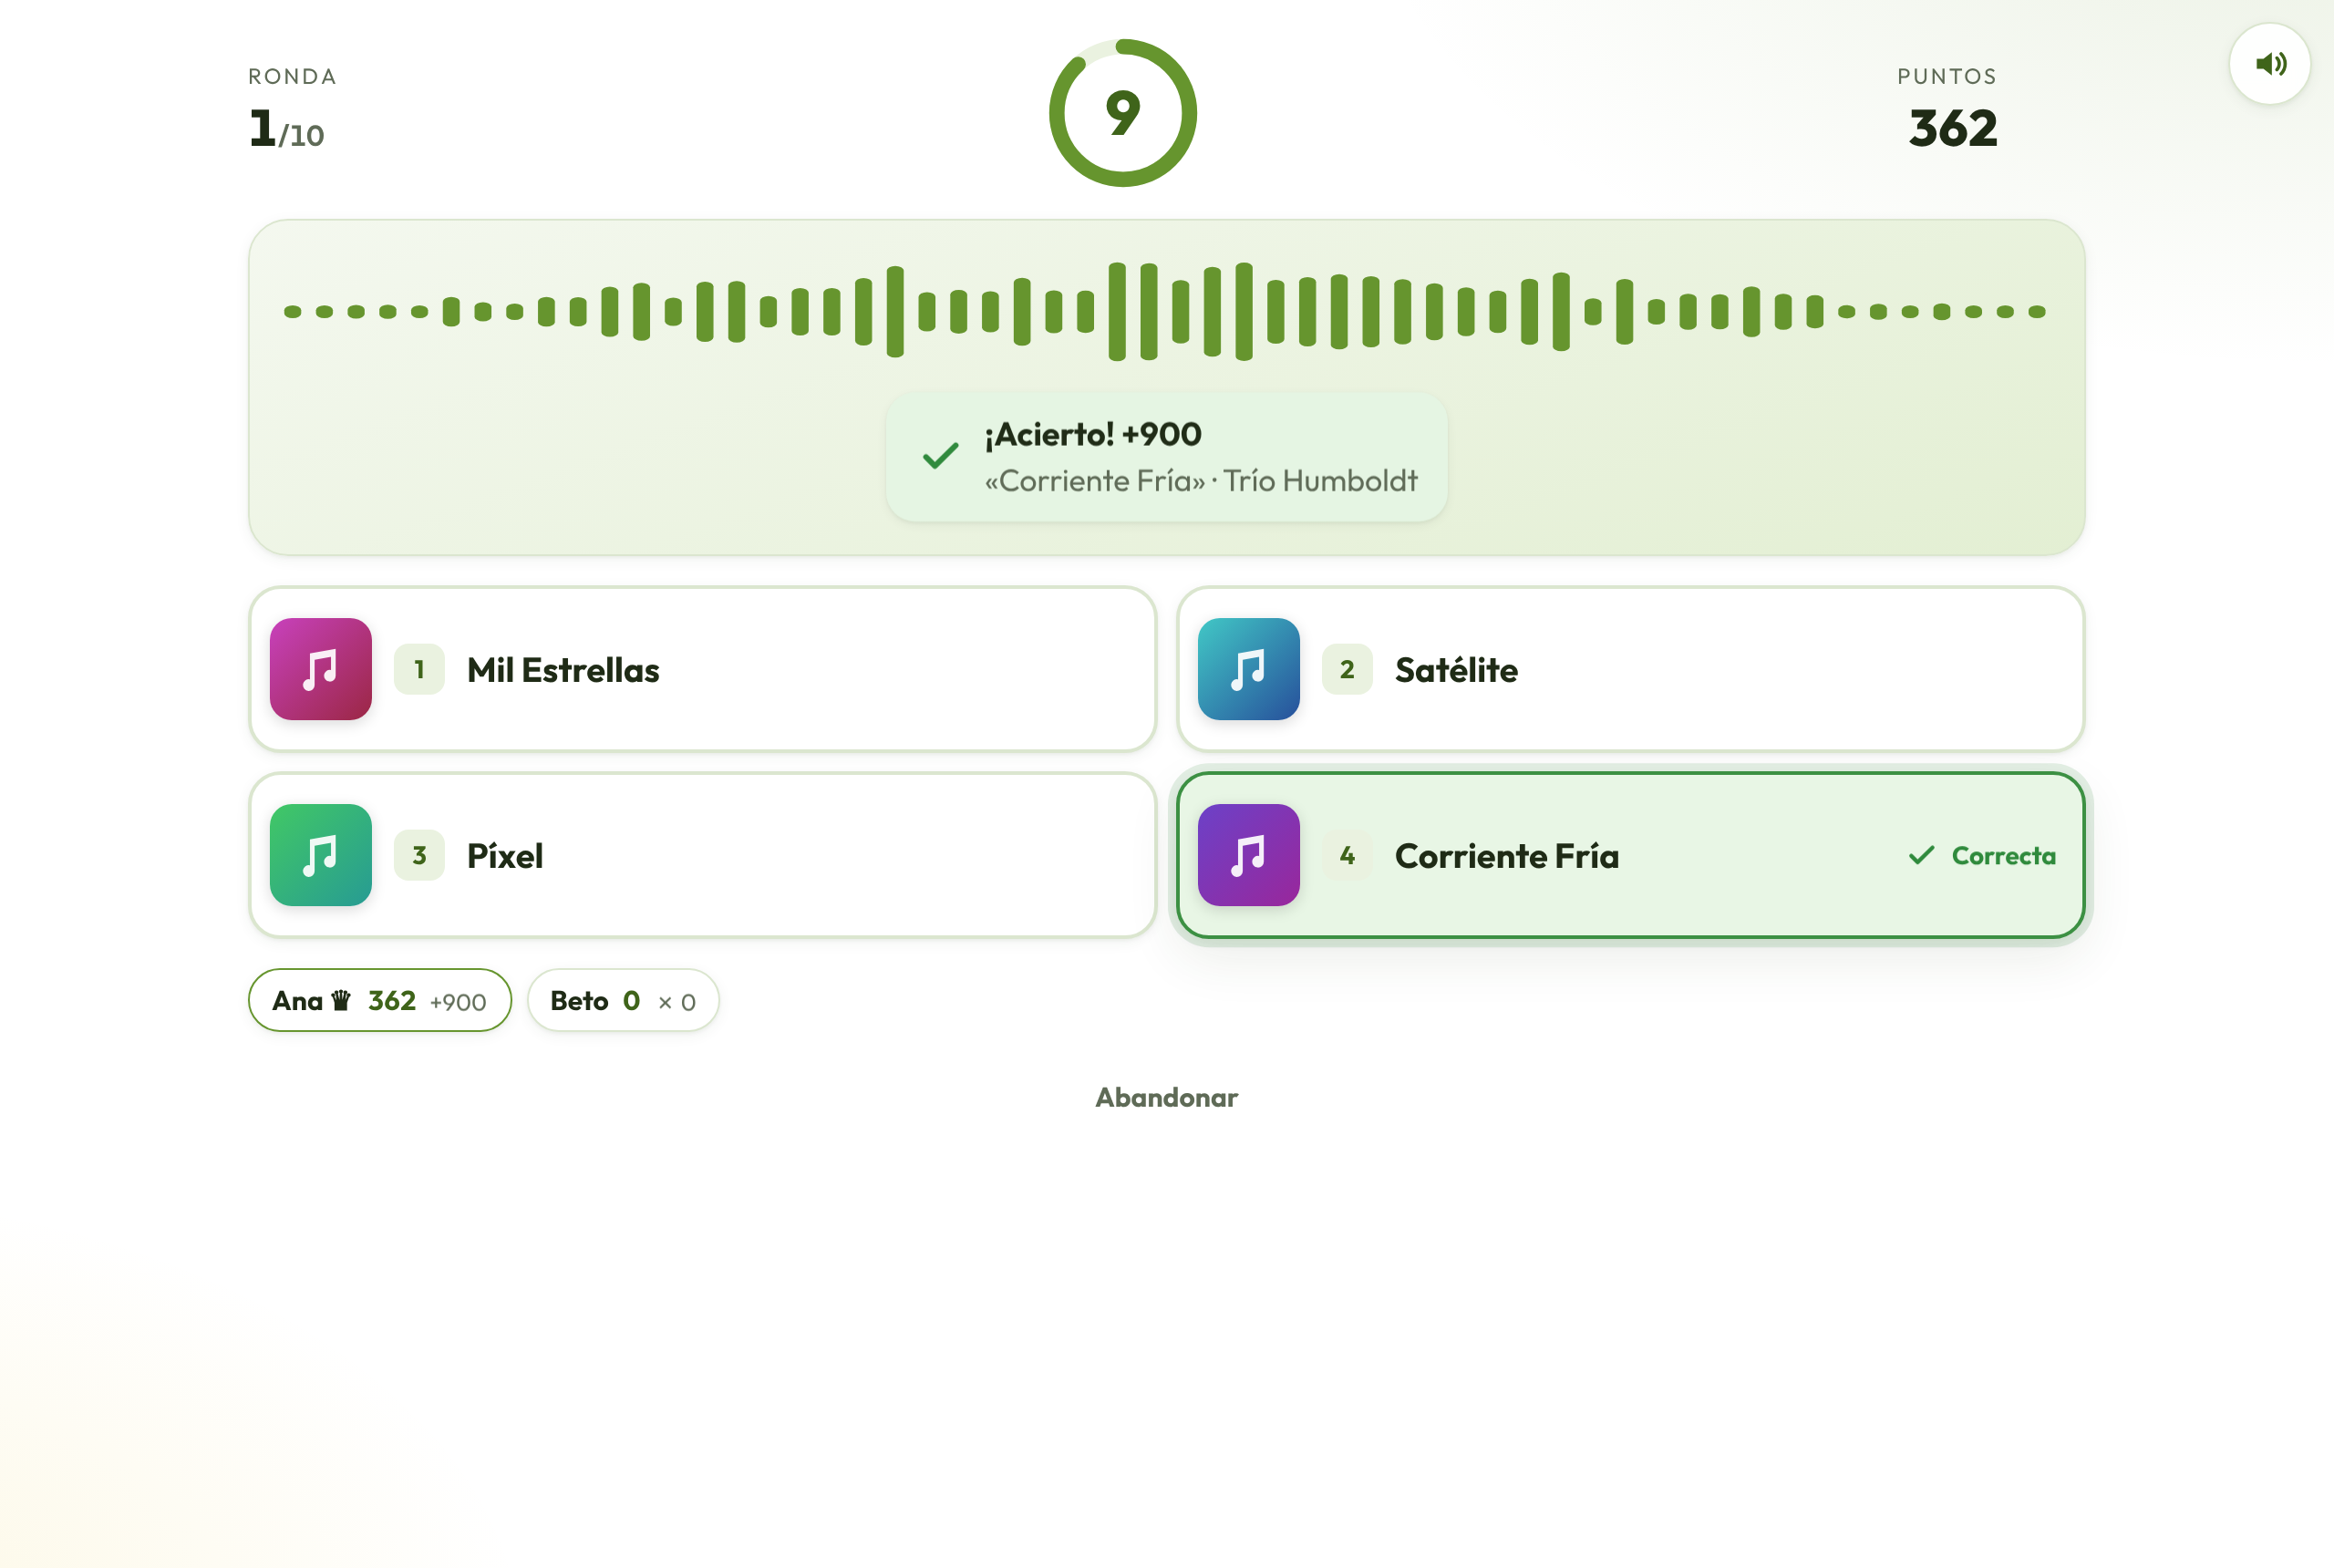 RONDA
1/10
9
PUNTOS
362
¡Acierto! +900
«Corriente Fría» · Trío Humboldt
1 Mil Estrellas
2 Satélite
3 Píxel
4 Corriente Fría
Correcta
Ana ♛ 362 +900
Beto 0 × 0
Abandonar